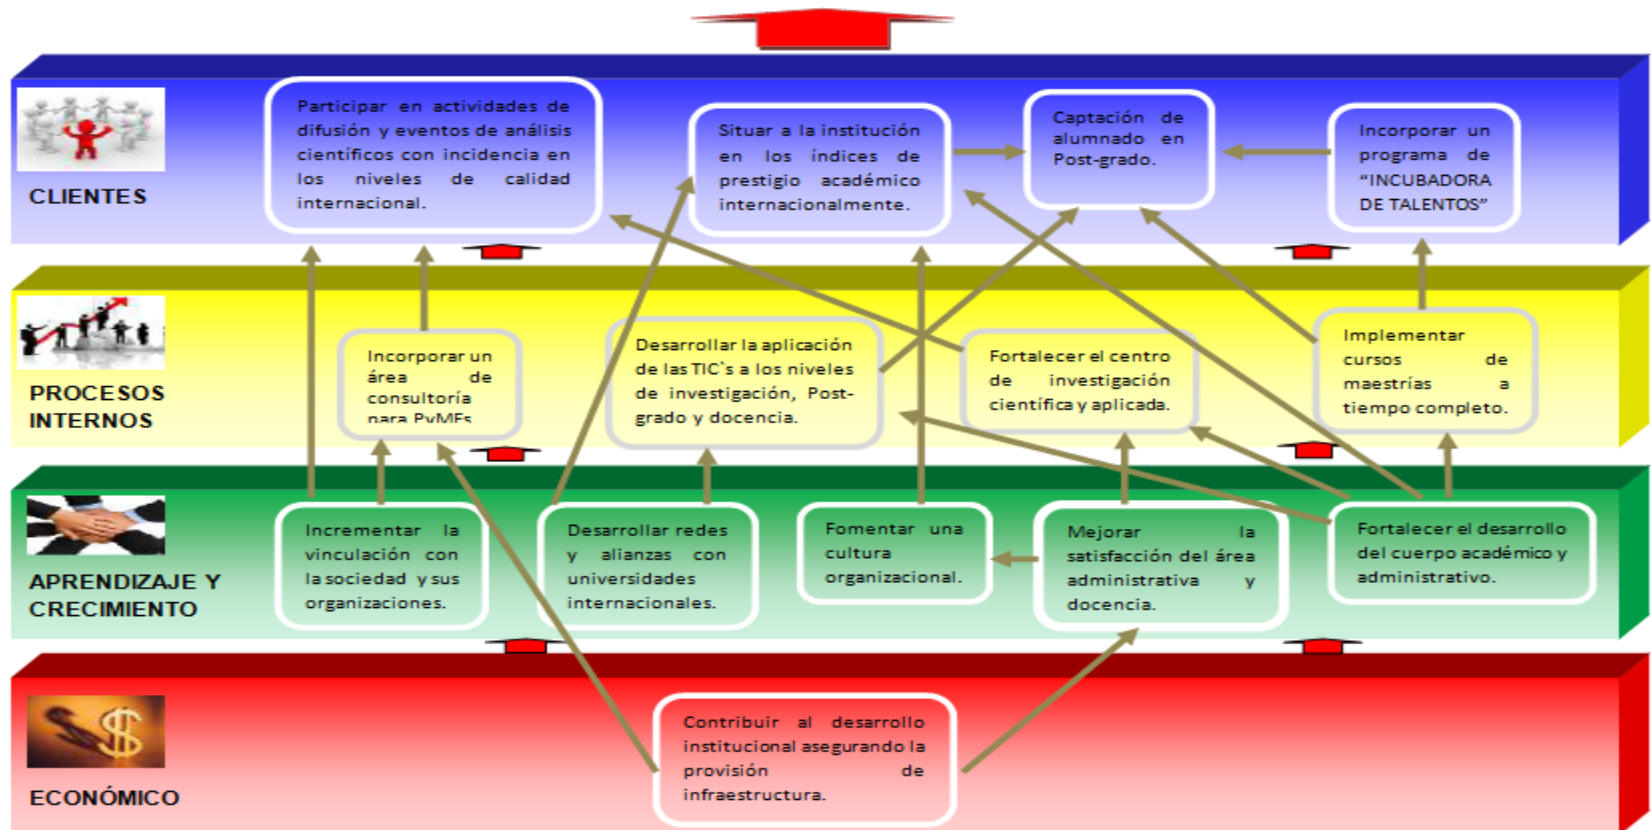 CLIENTES
Participar en actividades de
difusión y eventos de análisis
científicos con incidencia en
los niveles de calidad
internacional.
Situar a la institución
en los índices de
prestigio académico
internacionalmente.
Captación de
alumnado en
Post-grado.
Incorporar un
programa de
“INCUBADORA
DE TALENTOS”
PROCESOS
INTERNOS
Incorporar un
área de
consultoría
para PyMEs
Desarrollar la aplicación
de las TIC`s a los niveles
de investigación, Post-
grado y docencia.
Fortalecer el centro
de investigación
científica y aplicada.
Implementar
cursos de
maestrías a
tiempo completo.
APRENDIZAJE Y
CRECIMIENTO
Incrementar la
vinculación con
la sociedad y sus
organizaciones.
Desarrollar redes
y alianzas con
universidades
internacionales.
Fomentar una
cultura
organizacional.
Mejorar la
satisfacción del área
administrativa y
docencia.
Fortalecer el desarrollo
del cuerpo académico y
administrativo.
ECONÓMICO
Contribuir al desarrollo
institucional asegurando la
provisión de
infraestructura.